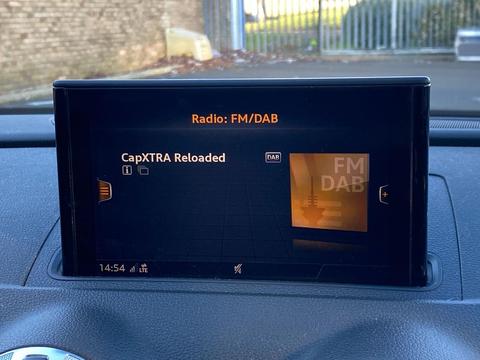 Radio: FM/DAB
CapXTRA Reloaded
DAB
FM
DAB
14:54
LTE